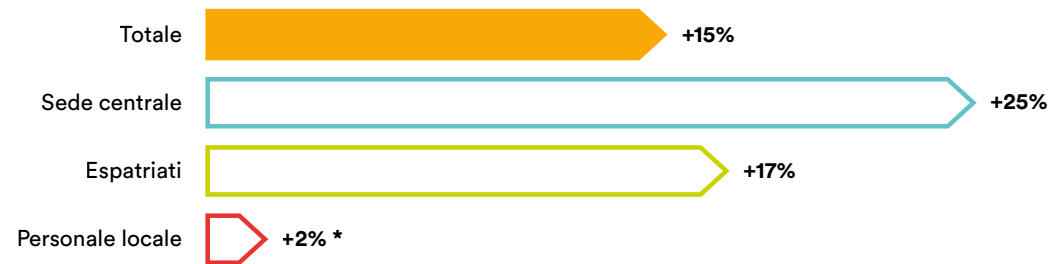 Totale +15%
Sede centrale +25%
Espatriati +17%
Personale locale +2% *